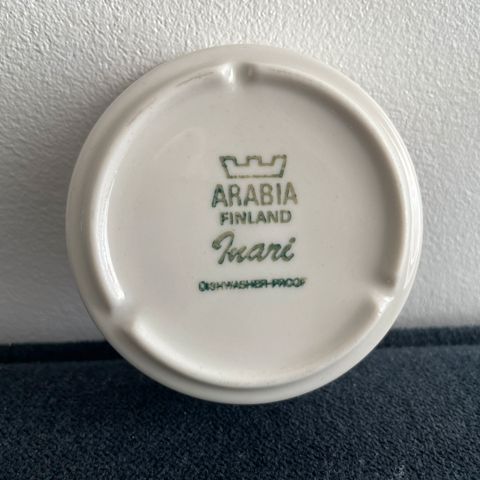 ARABIA
FINLAND
Inari
DISHWASHER-PROOF